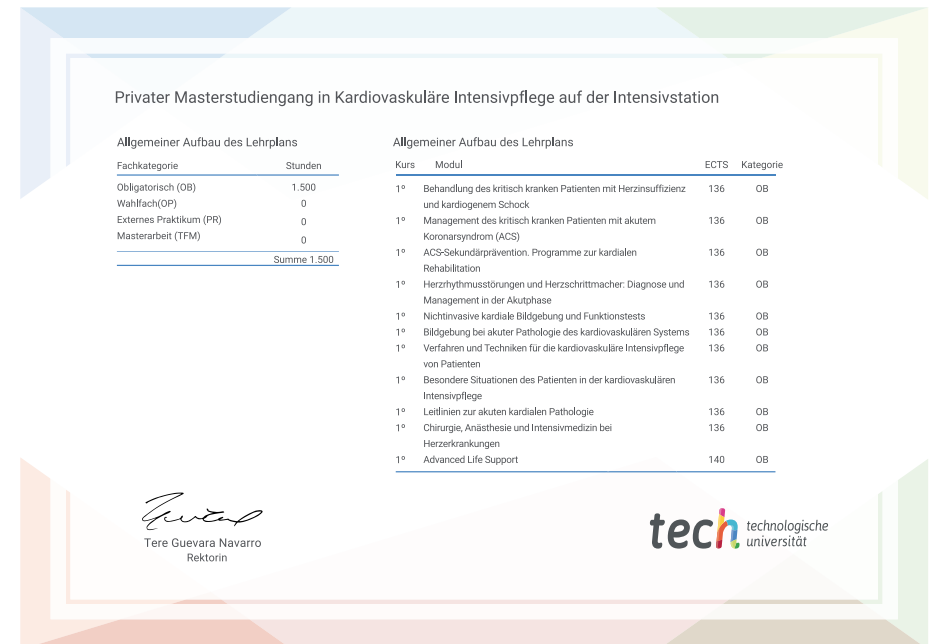 Privater Masterstudiengang in Kardiovaskuläre Intensivpflege auf der Intensivstation
Allgemeiner Aufbau des Lehrplans
Fachkategorie Stunden
Obligatorisch (OB) 1.500
Wahlfach(OP) 0
Externes Praktikum (PR) 0
Masterarbeit (TFM) 0
Summe 1.500
Allgemeiner Aufbau des Lehrplans
Kurs Modul ECTS Kategorie
1º Behandlung des kritisch kranken Patienten mit Herzinsuffizienz 136 OB
und kardiogenem Schock
1º Management des kritisch kranken Patienten mit akutem 136 OB
Koronarsyndrom (ACS)
1º ACS-Sekundärprävention. Programme zur kardialen 136 OB
Rehabilitation
1º Herzrhythmusstörungen und Herzschrittmacher: Diagnose und 136 OB
Management in der Akutphase
1º Nichtinvasive kardiale Bildgebung und Funktionstests 136 OB
1º Bildgebung bei akuter Pathologie des kardiovaskulären Systems 136 OB
1º Verfahren und Techniken für die kardiovaskuläre Intensivpflege 136 OB
von Patienten
1º Besondere Situationen des Patienten in der kardiovaskulären 136 OB
Intensivpflege
1º Leitlinien zur akuten kardialen Pathologie 136 OB
1º Chirurgie, Anästhesie und Intensivmedizin bei 136 OB
Herzerkrankungen
1º Advanced Life Support 140 OB
Tere Guevara Navarro
Rektorin
tech technologische
universität